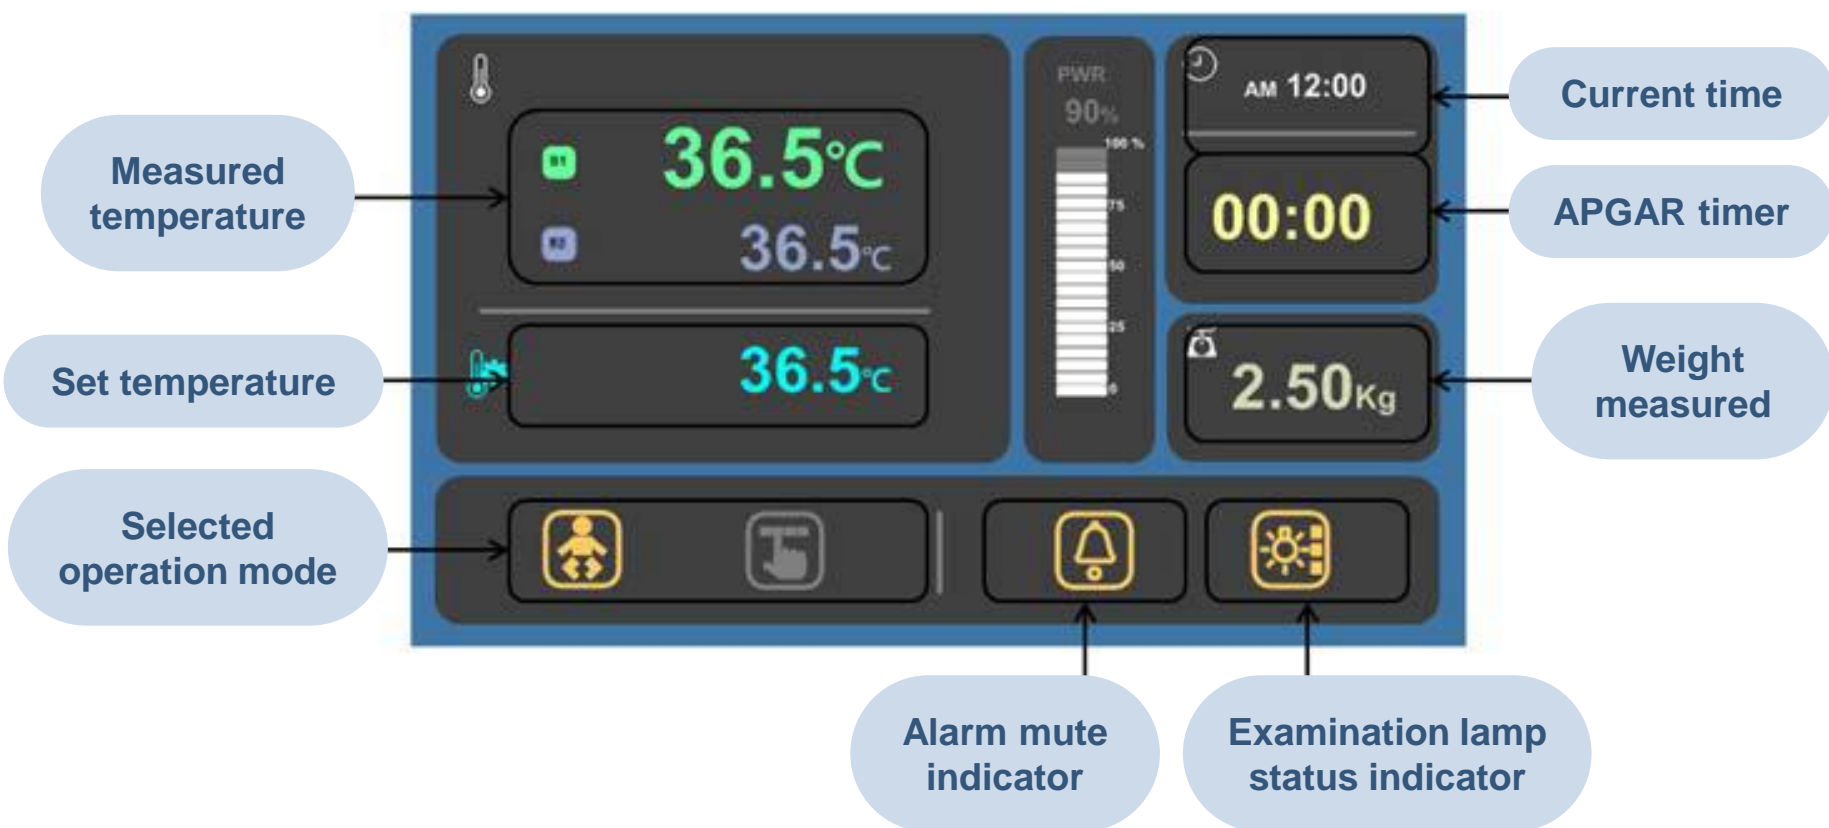 PWR
90%
100 %
75
50
25
0
AM 12:00
Current time
Measured
temperature
36.5°C
36.5°C
00:00
APGAR timer
Set temperature
36.5°C
2.50Kg
Weight
measured
Selected
operation mode
Alarm mute
indicator
Examination lamp
status indicator